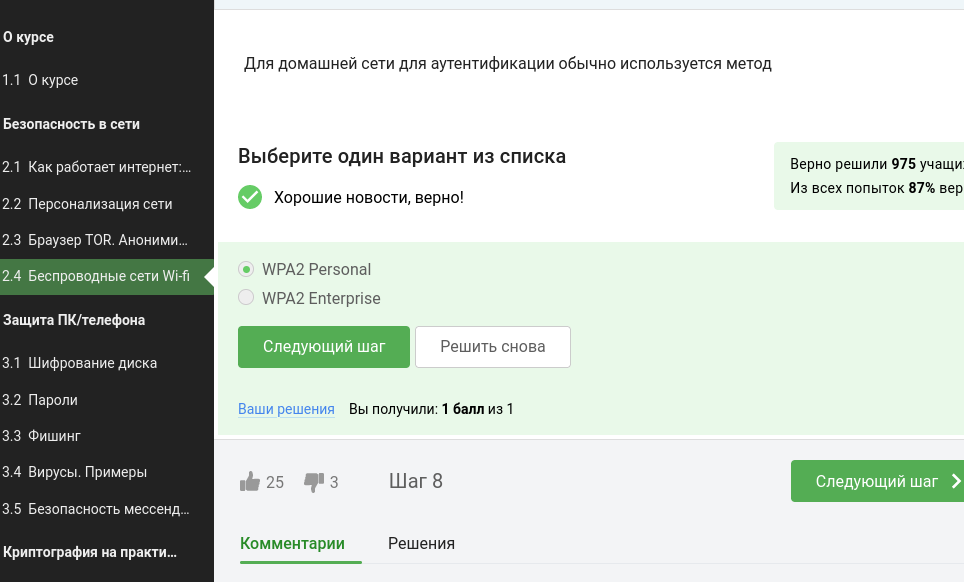 О курсе
1.1 О курсе
Безопасность в сети
2.1 Как работает интернет:...
2.2 Персонализация сети
2.3 Браузер TOR. Аноними...
2.4 Беспроводные сети Wi-fi
Защита ПК/телефона
3.1 Шифрование диска
3.2 Пароли
3.3 Фишинг
3.4 Вирусы. Примеры
3.5 Безопасность мессенд...
Криптография на практи...
Для домашней сети для аутентификации обычно используется метод
Выберите один вариант из списка
Хорошие новости, верно!
Верно решили 975 учащи
Из всех попыток 87% вер
WPA2 Personal
WPA2 Enterprise
Следующий шаг
Решить снова
Ваши решения Вы получили: 1 балл из 1
25 3 Шаг 8
Следующий шаг
Комментарии Решения